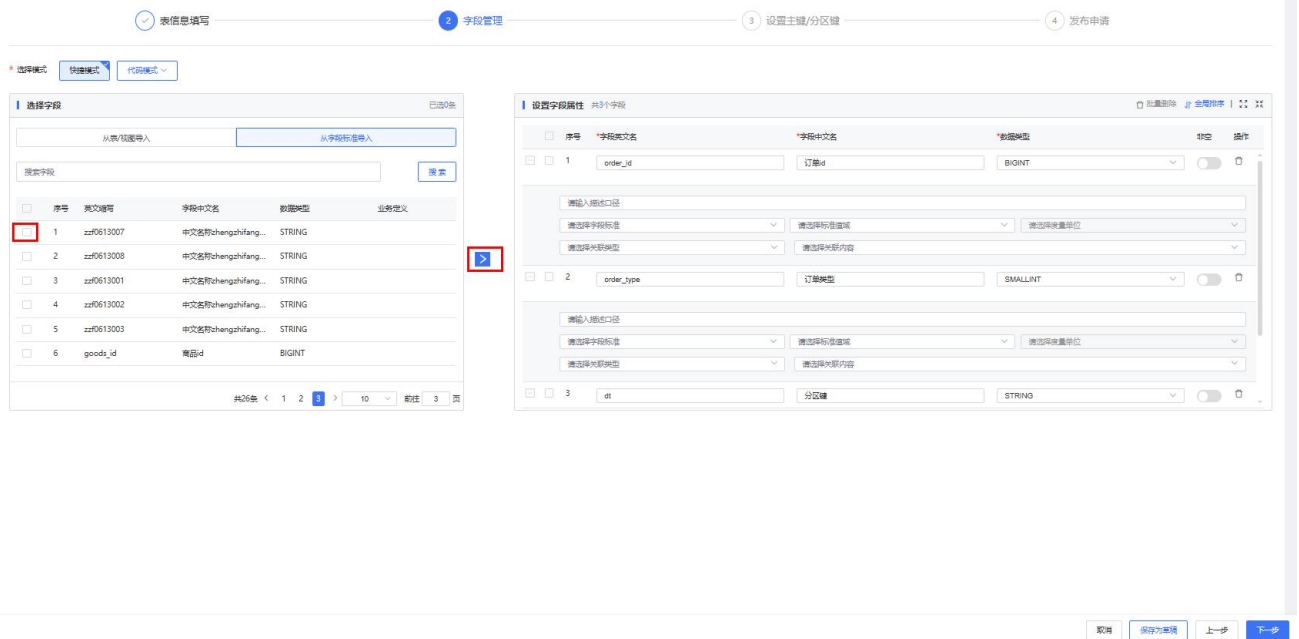 表信息填写
2 字段管理
3 设置主键/分区键
4 发布申请
* 选择模式 快捷模式 代码模式
选择字段 已选0条
从表/视图导入 从字段标准导入
搜索字段 搜索
序号 英文缩写 字段中文名 数据类型 业务定义
1 zzf0613007 中文名称zhengzhifang... STRING
2 zzf0613008 中文名称zhengzhifang... STRING
3 zzf0613001 中文名称zhengzhifang... STRING
4 zzf0613002 中文名称zhengzhifang... STRING
5 zzf0613003 中文名称zhengzhifang... STRING
6 goods_id 商品id BIGINT
共26条 < 1 2 3 > 10 前往 3 页
>
设置字段属性 共3个字段 批量删除 全局排序
序号 *字段英文名 *字段中文名 *数据类型 非空 操作
1 order_id 订单id BIGINT
请输入描述口径
请选择字段标准 请选择标准值域 请选择度量单位
请选择关联类型 请选择关联内容
2 order_type 订单类型 SMALLINT
请输入描述口径
请选择字段标准 请选择标准值域 请选择度量单位
请选择关联类型 请选择关联内容
3 dt 分区键 STRING
取消 保存为草稿 上一步 下一步